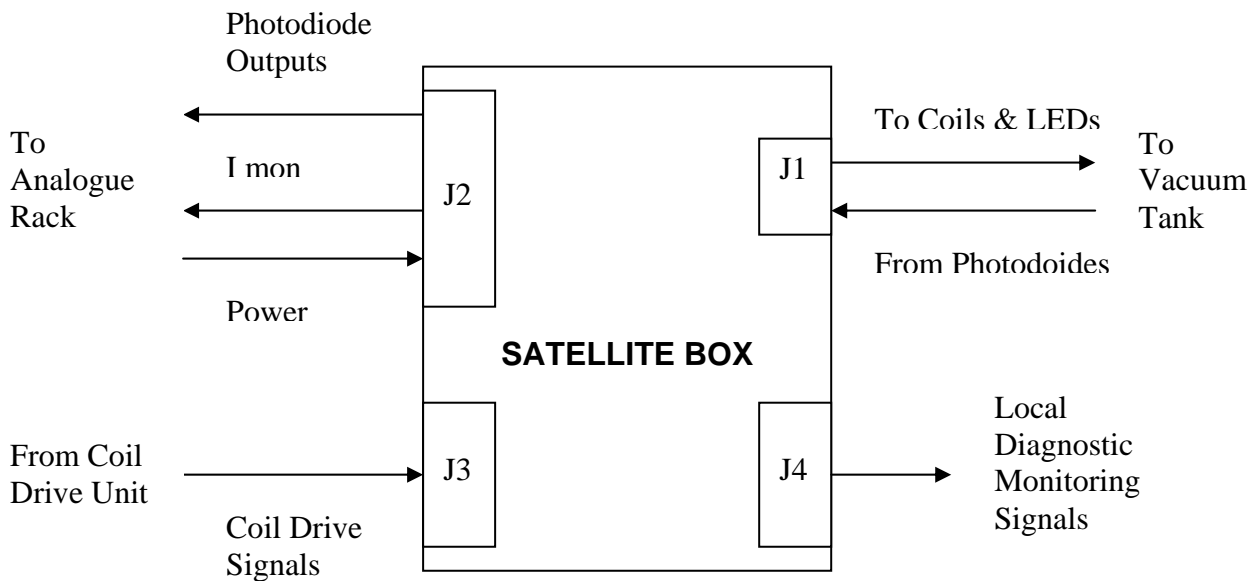 Photodiode
Outputs
To
Analogue
Rack
I mon
J2
Power
J1
To Coils & LEDs
From Photodoides
To
Vacuum
Tank
SATELLITE BOX
From Coil
Drive Unit
J3
Coil Drive
Signals
J4
Local
Diagnostic
Monitoring
Signals